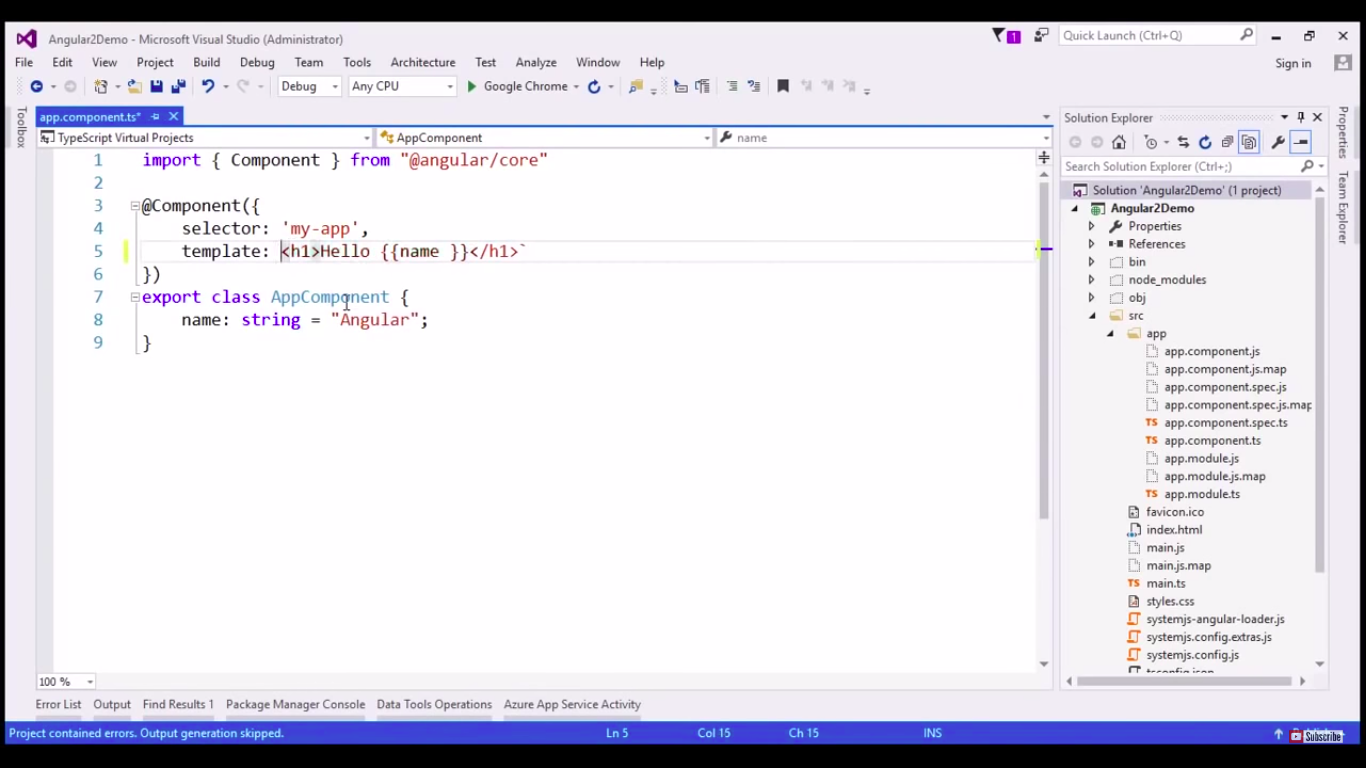 Angular2Demo - Microsoft Visual Studio (Administrator)
1
Quick Launch (Ctrl+Q)
File Edit View Project Build Debug Team Tools Architecture Test Analyze Window Help
Sign in
Debug Any CPU Google Chrome
Toolbox
app.component.ts*
TypeScript Virtual Projects AppComponent name
1 import { Component } from "@angular/core"
2
3 @Component({
4 selector: 'my-app',
5 template: <h1>Hello {{name }}</h1>`
6 })
7 export class AppComponent {
8 name: string = "Angular";
9 }
100 %
Solution Explorer
Search Solution Explorer (Ctrl+;)
Solution 'Angular2Demo' (1 project)
Angular2Demo
Properties
References
bin
node_modules
obj
src
app
app.component.js
app.component.js.map
app.component.spec.js
app.component.spec.js.map
TS app.component.spec.ts
TS app.component.ts
app.module.js
app.module.js.map
TS app.module.ts
favicon.ico
index.html
main.js
main.js.map
TS main.ts
styles.css
systemjs-angular-loader.js
systemjs.config.extras.js
systemjs.config.js
tsconfig.json
Properties
Team Explorer
Error List Output Find Results 1 Package Manager Console Data Tools Operations Azure App Service Activity
Project contained errors. Output generation skipped. Ln 5 Col 15 Ch 15 INS
Subscribe